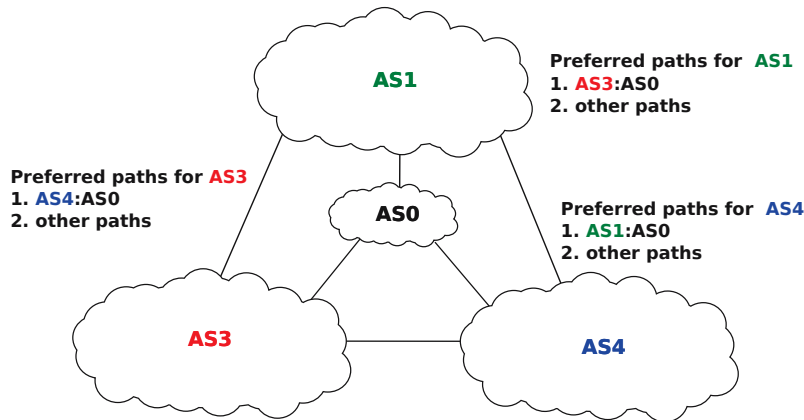 AS1
Preferred paths for AS1
1. AS3:AS0
2. other paths
Preferred paths for AS3
1. AS4:AS0
2. other paths
AS0
Preferred paths for AS4
1. AS1:AS0
2. other paths
AS3
AS4